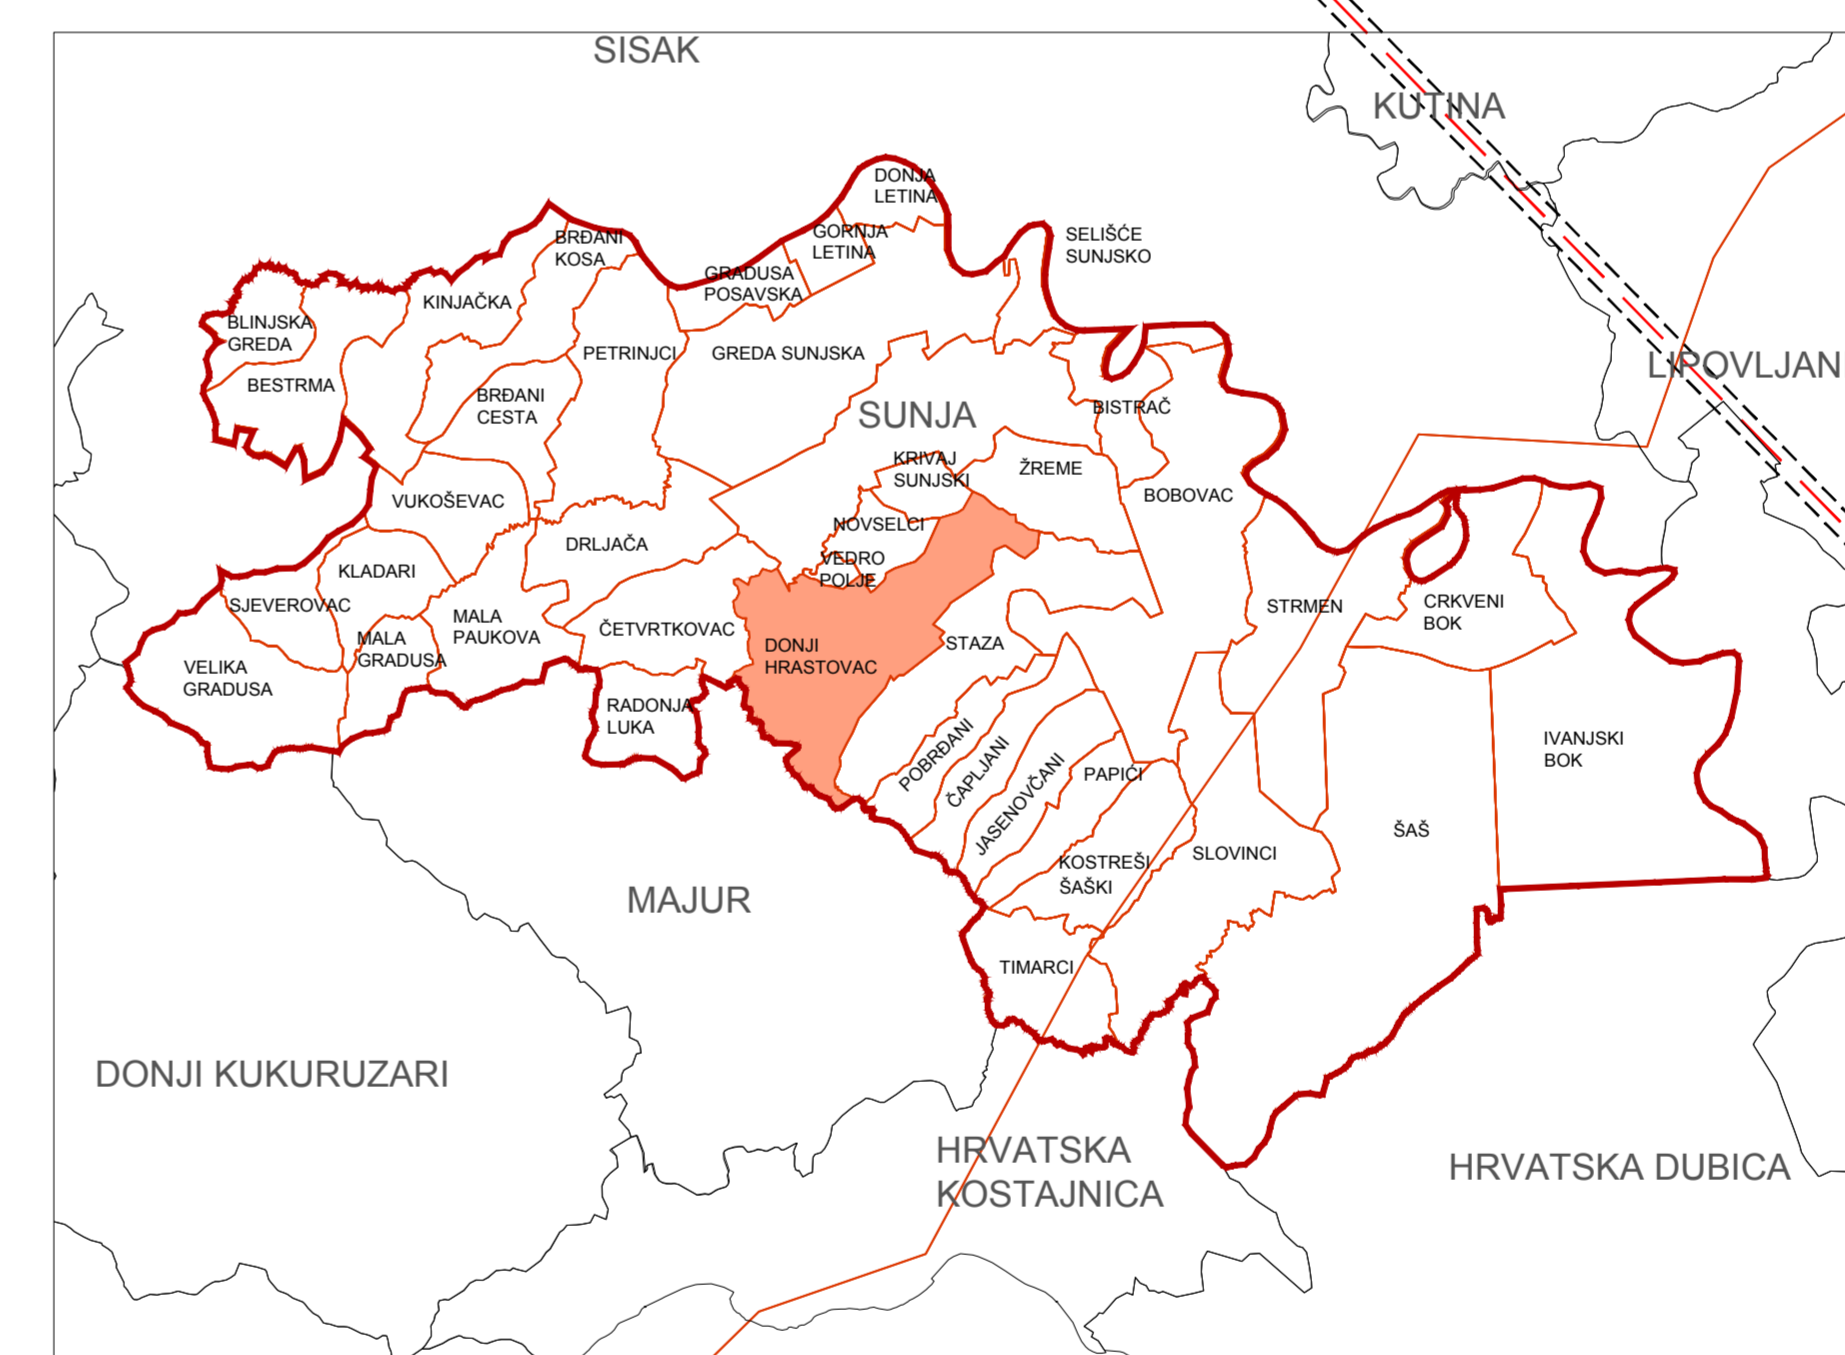 SISAK
KUTINA
DONJA
LETINA
GORNJA
LETINA
SELIŠĆE
SUNJSKO
BRĐANI
KOSA
GRADUSA
POSAVSKA
KINJAČKA
BLINJSKA
GREDA
PETRINJCI
GREDA SUNJSKA
LIPOVLJAN
BESTRMA
BRĐANI
CESTA
SUNJA
BISTRAČ
KRIVAJ
SUNJSKI
ŽREME
VUKOŠEVAC
BOBOVAC
NOVSELCI
DRLJAČA
VEDRO
POLJE
KLADARI
SJEVEROVAC
STRMEN
CRKVENI
BOK
MALA
PAUKOVA
ČETVRTKOVAC
MALA
GRADUSA
DONJI
HRASTOVAC
STAZA
VELIKA
GRADUSA
RADONJA
LUKA
IVANJSKI
BOK
POBRĐANI
ČAPLJANI
JASENOVČANI
PAPIĆI
ŠAŠ
SLOVINCI
KOSTREŠI
ŠAŠKI
MAJUR
TIMARCI
DONJI KUKURUZARI
HRVATSKA
KOSTAJNICA
HRVATSKA DUBICA